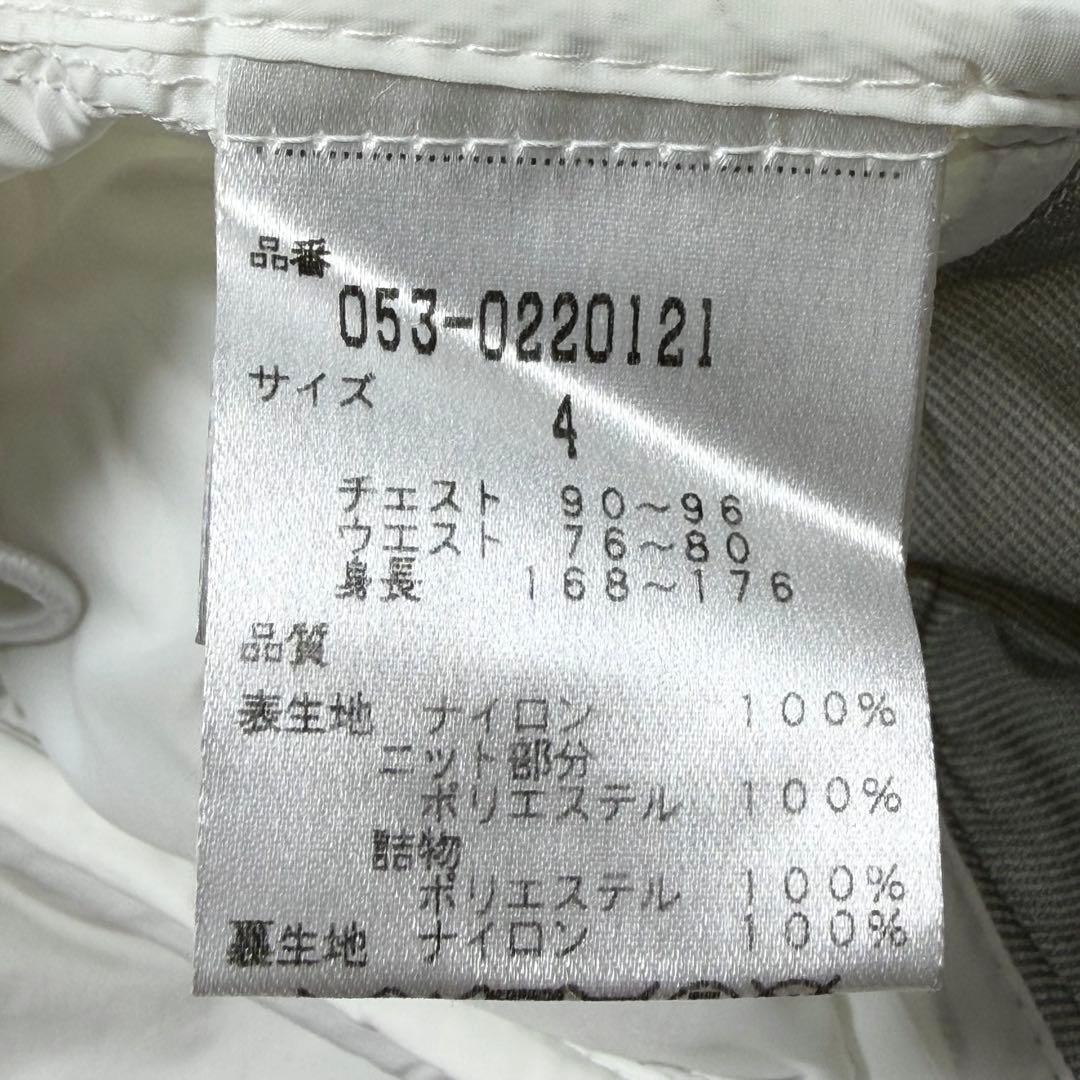 品番
053-0220121
サイズ
4
チェスト 90~96
ウエスト 76~80
身長 168~176
品質
表生地 ナイロン 100%
ニット部分
ポリエステル 100%
詰物
ポリエステル 100%
裏生地 ナイロン 100%